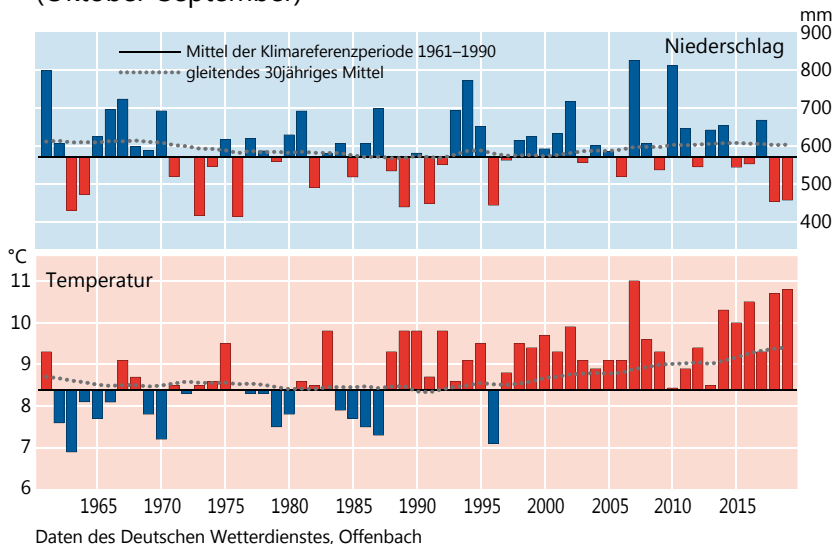 (Oktober-September)
mm
900
Niederschlag
Mittel der Klimareferenzperiode 1961–1990
gleitendes 30jähriges Mittel
800
700
600
500
400
°C
Temperatur
11
10
9
8
7
6
1965 1970 1975 1980 1985 1990 1995 2000 2005 2010 2015
Daten des Deutschen Wetterdienstes, Offenbach